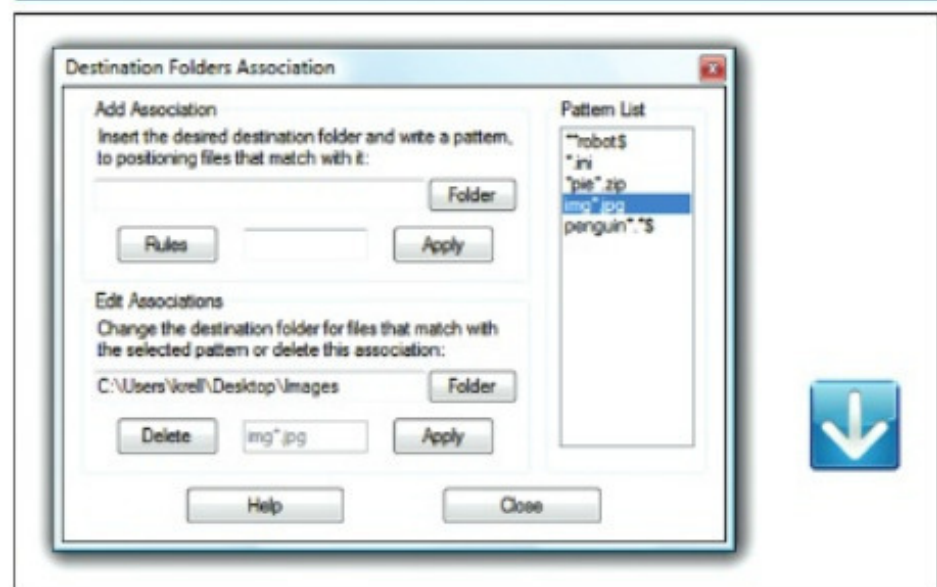 Destination Folders Association
Add Association
Insert the desired destination folder and write a pattern,
to positioning files that match with it:
Folder
Rules
Apply
Edit Associations
Change the destination folder for files that match with
the selected pattern or delete this association:
C:\Users\krell\Desktop\Images
Folder
Delete
img*.jpg
Apply
Help
Close
Pattern List
**robot$
*.ini
*pie*.zip
img*.jpg
penguin*.*$